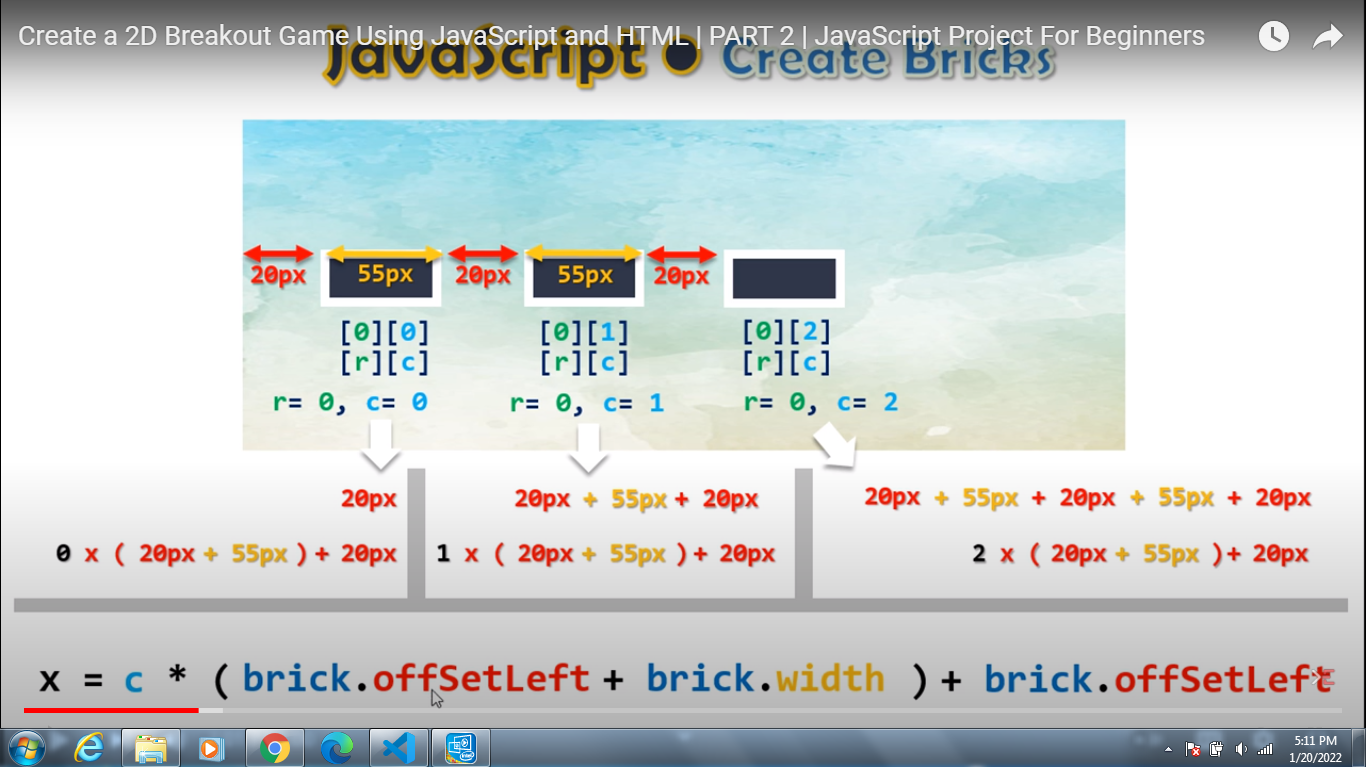 Create a 2D Breakout Game Using JavaScript and HTML | PART 2 | JavaScript Project For Beginners
JavaScript ● Create Bricks
20px 55px 20px 55px 20px
[0][0] [0][1] [0][2]
[r][c] [r][c] [r][c]
r= 0, c= 0 r= 0, c= 1 r= 0, c= 2
20px 20px + 55px + 20px 20px + 55px + 20px + 55px + 20px
0 x ( 20px + 55px ) + 20px 1 x ( 20px + 55px ) + 20px 2 x ( 20px + 55px ) + 20px
x = c * ( brick.offSetLeft + brick.width ) + brick.offSetLeft
5:11 PM
1/20/2022